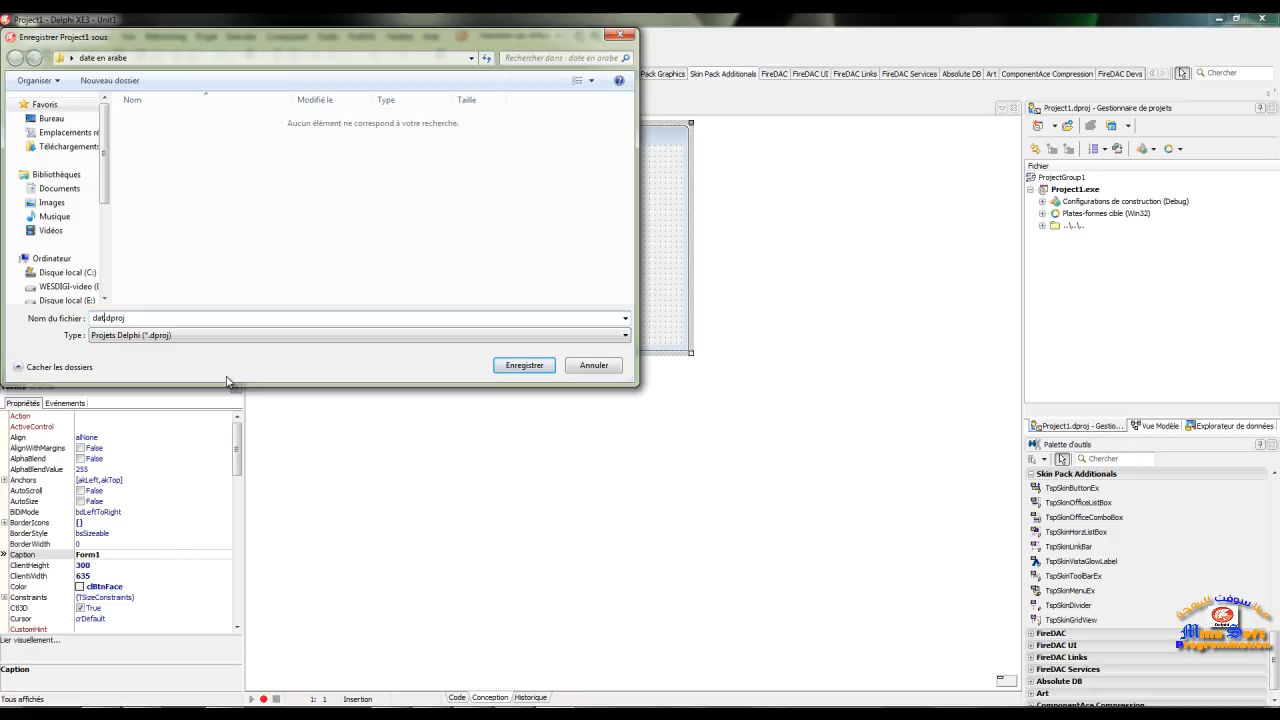 Project1 - Delphi XE3 - Unit1
Enregistrer Project1 sous
date en arabe
Rechercher dans : date en arabe
Organiser
Nouveau dossier
Favoris
Bureau
Emplacements ré
Téléchargements
Bibliothèques
Documents
Images
Musique
Vidéos
Ordinateur
Disque local (C:)
WESDIGI-video (I
Disque local (E:)
Nom
Modifié le
Type
Taille
Aucun élément ne correspond à votre recherche.
Nom du fichier : dat.dproj
Type : Projets Delphi (*.dproj)
Cacher les dossiers
Enregistrer
Annuler
Pack Graphics
Skin Pack Additionals
FireDAC
FireDAC UI
FireDAC Links
FireDAC Services
Absolute DB
Art
ComponentAce Compression
FireDAC Devs
Chercher
Propriétés
Evénements
Action
ActiveControl
Align alNone
AlignWithMargins False
AlphaBlend False
AlphaBlendValue 255
Anchors [akLeft,akTop]
AutoScroll False
AutoSize False
BiDiMode bdLeftToRight
BorderIcons []
BorderStyle bsSizeable
BorderWidth 0
Caption Form1
ClientHeight 300
ClientWidth 635
Color clBtnFace
Constraints (TSizeConstraints)
Ctl3D True
Cursor crDefault
CustomHint
Lier visuellement...
Caption
Tous affichés
1: 1
Insertion
Code
Conception
Historique
Project1.dproj - Gestionnaire de projets
Fichier
ProjectGroup1
Project1.exe
Configurations de construction (Debug)
Plates-formes cible (Win32)
..\..\..
Project1.dproj - Gestio...
Vue Modèle
Explorateur de données
Palette d'outils
Chercher
Skin Pack Additionals
TspSkinButtonEx
TspSkinOfficeListBox
TspSkinOfficeComboBox
TspSkinHorzListBox
TspSkinLinkBar
TspSkinVistaGlowLabel
TspSkinToolBarEx
TspSkinMenuEx
TspSkinDivider
TspSkinGridView
FireDAC
FireDAC UI
FireDAC Links
FireDAC Services
Absolute DB
Art
ComponentAce Compression
Delphi
Programmation